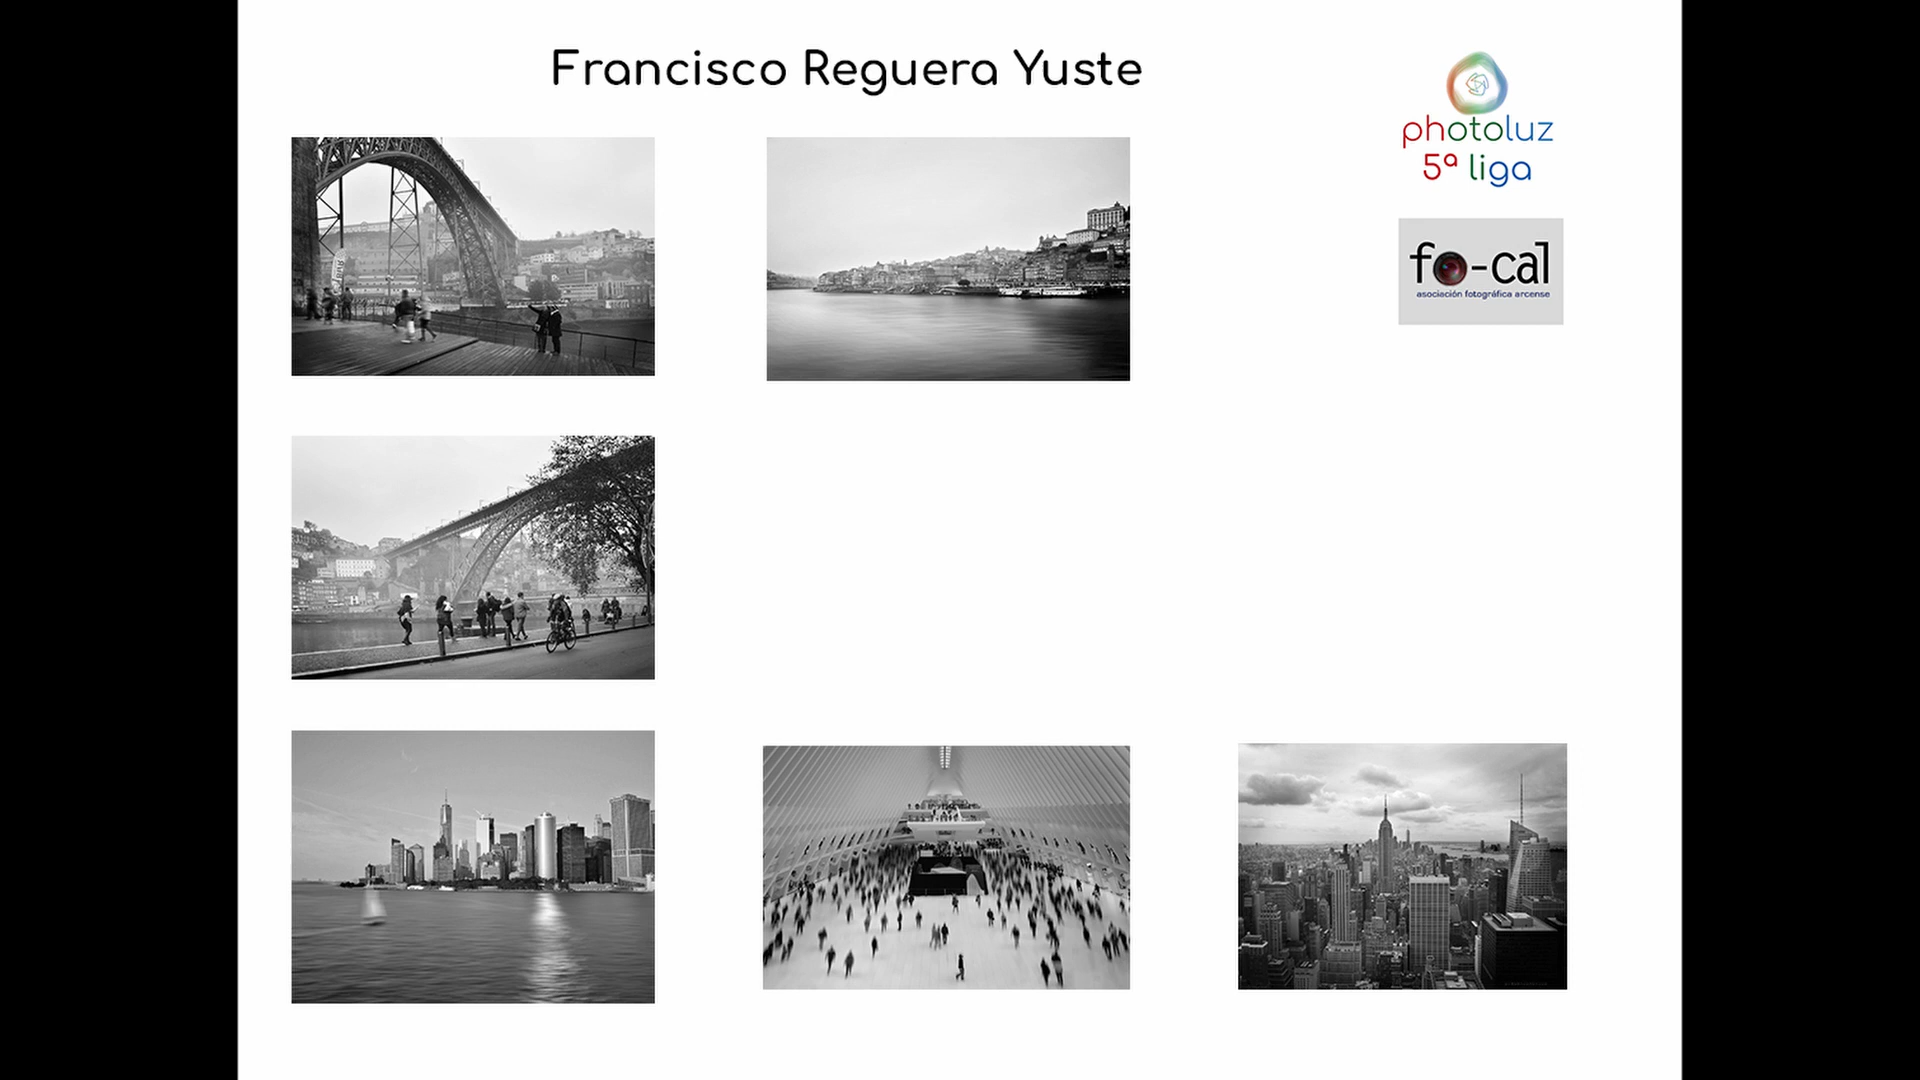 Francisco Reguera Yuste
photoluz
5ª liga
fo-cal
asociación fotográfica arcense